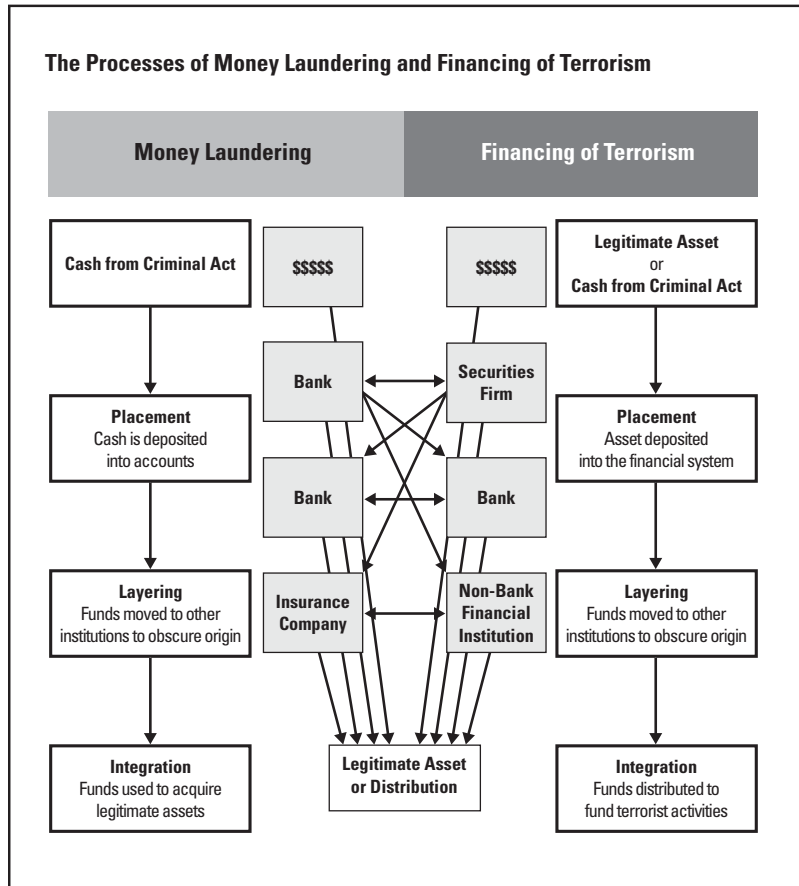 The Processes of Money Laundering and Financing of Terrorism
Money Laundering
Financing of Terrorism
Cash from Criminal Act
$$$$$
$$$$$
Legitimate Asset
or
Cash from Criminal Act
Bank
Securities
Firm
Placement
Cash is deposited
into accounts
Bank
Bank
Placement
Asset deposited
into the financial system
Layering
Funds moved to other
institutions to obscure origin
Insurance
Company
Non-Bank
Financial
Institution
Layering
Funds moved to other
institutions to obscure origin
Integration
Funds used to acquire
legitimate assets
Legitimate Asset
or Distribution
Integration
Funds distributed to
fund terrorist activities